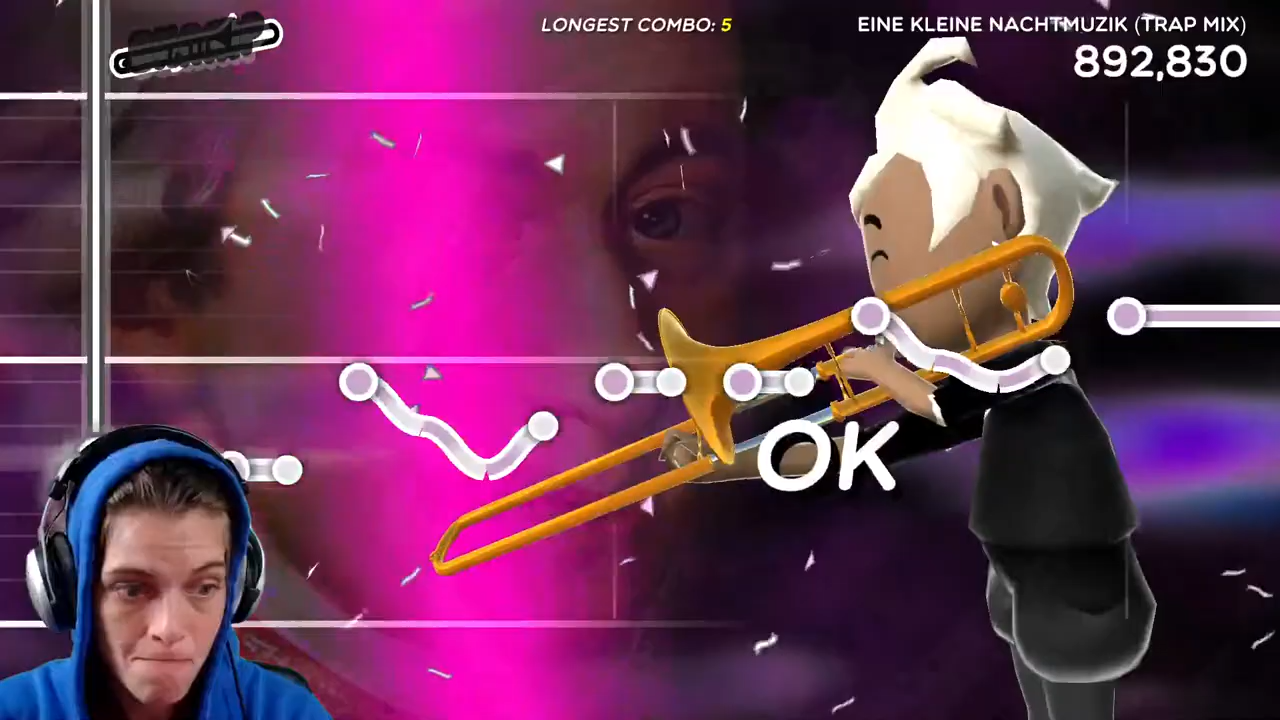 LONGEST COMBO: 5
EINE KLEINE NACHTMUZIK (TRAP MIX)
892,830
OK